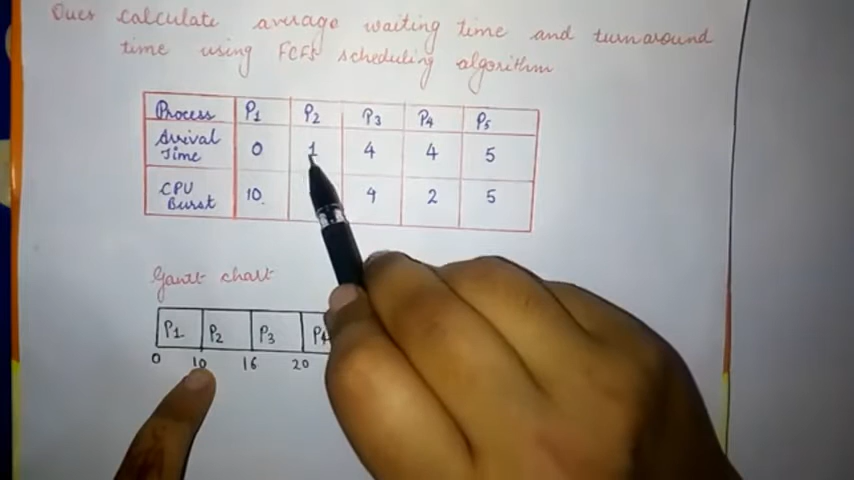 Ques calculate average waiting time and turnaround
time using FCFS scheduling algorithm
Process P1 P2 P3 P4 P5
Arrival Time 0 1 4 4 5
CPU Burst 10 4 2 5
Gantt chart
P1 P2 P3 P4
0 10 16 20